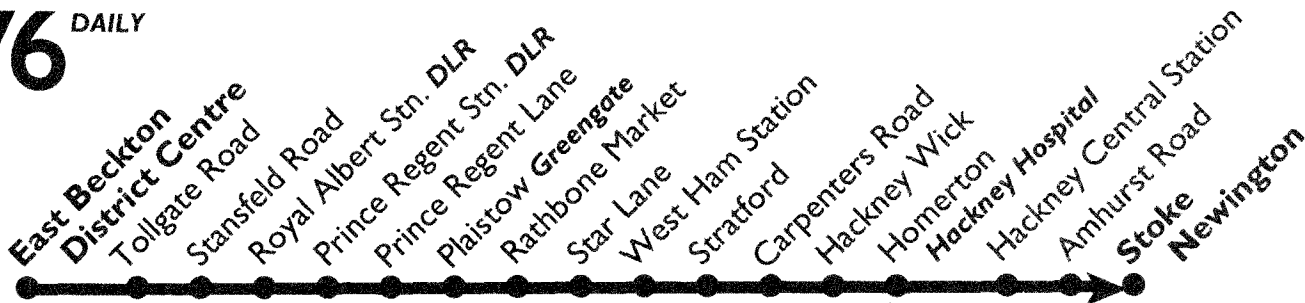 76 DAILY
East Beckton
District Centre
Tollgate Road
Stansfeld Road
Royal Albert Stn. DLR
Prince Regent Stn. DLR
Prince Regent Lane
Plaistow Greengate
Rathbone Market
Star Lane
West Ham Station
Stratford
Carpenters Road
Hackney Wick
Homerton
Hackney Hospital
Hackney Central Station
Amhurst Road
Stoke
Newington